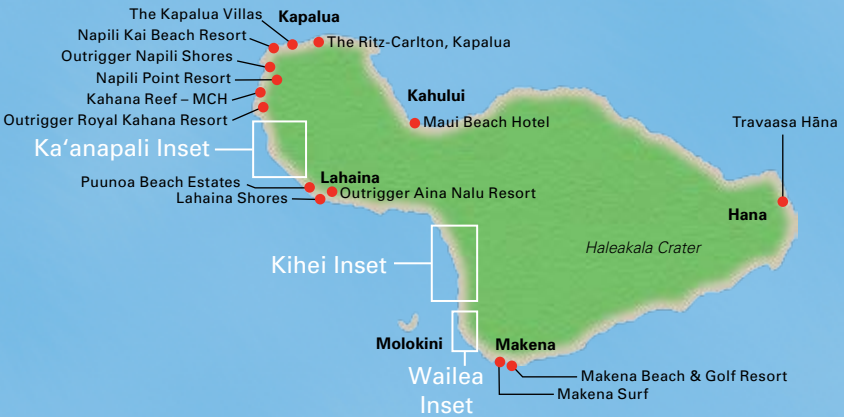 The Kapalua Villas
Kapalua
Napili Kai Beach Resort
The Ritz-Carlton, Kapalua
Outrigger Napili Shores
Napili Point Resort
Kahana Reef – MCH
Outrigger Royal Kahana Resort
Kahului
Maui Beach Hotel
Travaasa Hāna
Ka‘anapali Inset
Lahaina
Puunoa Beach Estates
Outrigger Aina Nalu Resort
Lahaina Shores
Hana
Haleakala Crater
Kihei Inset
Molokini
Makena
Wailea
Inset
Makena Beach & Golf Resort
Makena Surf